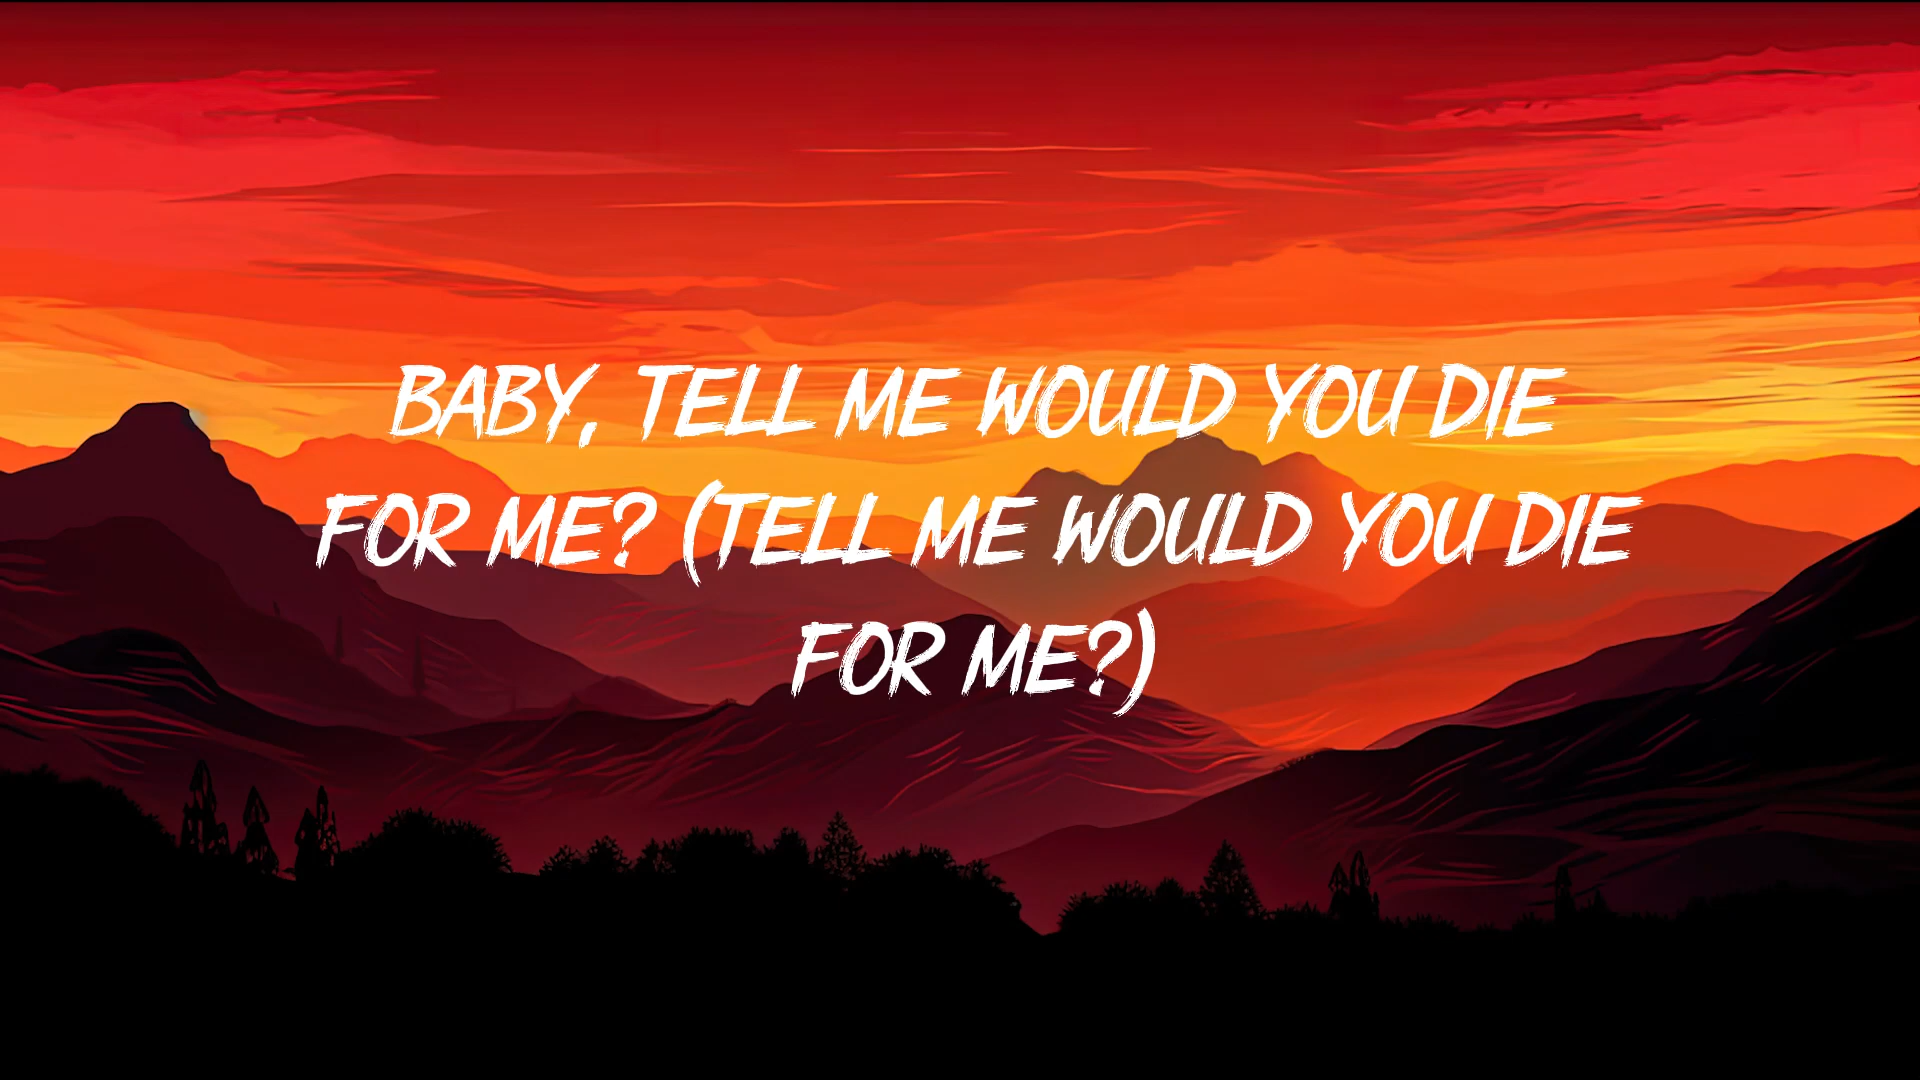 BABY, TELL ME WOULD YOU DIE
FOR ME? (TELL ME WOULD YOU DIE
FOR ME?)